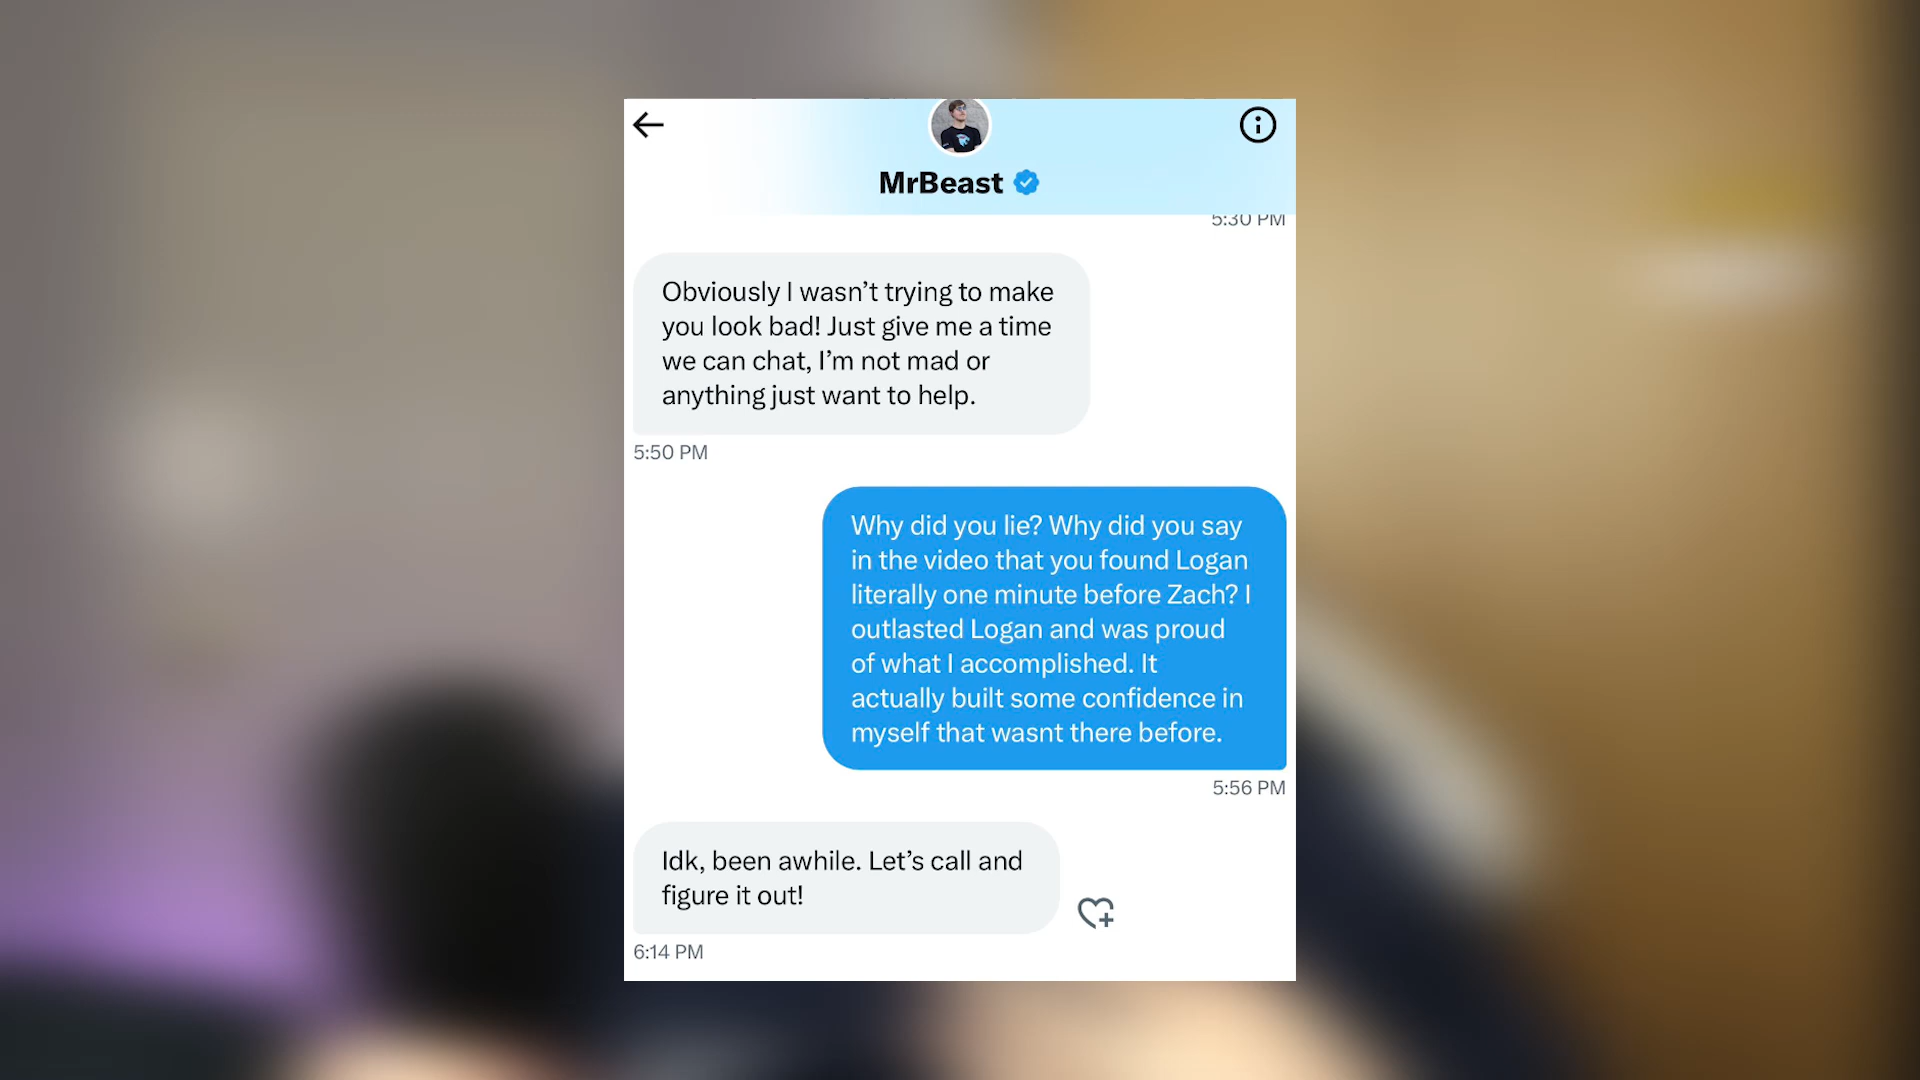 MrBeast
5:30 PM
Obviously I wasn’t trying to make
you look bad! Just give me a time
we can chat, I’m not mad or
anything just want to help.
5:50 PM
Why did you lie? Why did you say
in the video that you found Logan
literally one minute before Zach? I
outlasted Logan and was proud
of what I accomplished. It
actually built some confidence in
myself that wasnt there before.
5:56 PM
Idk, been awhile. Let’s call and
figure it out!
6:14 PM